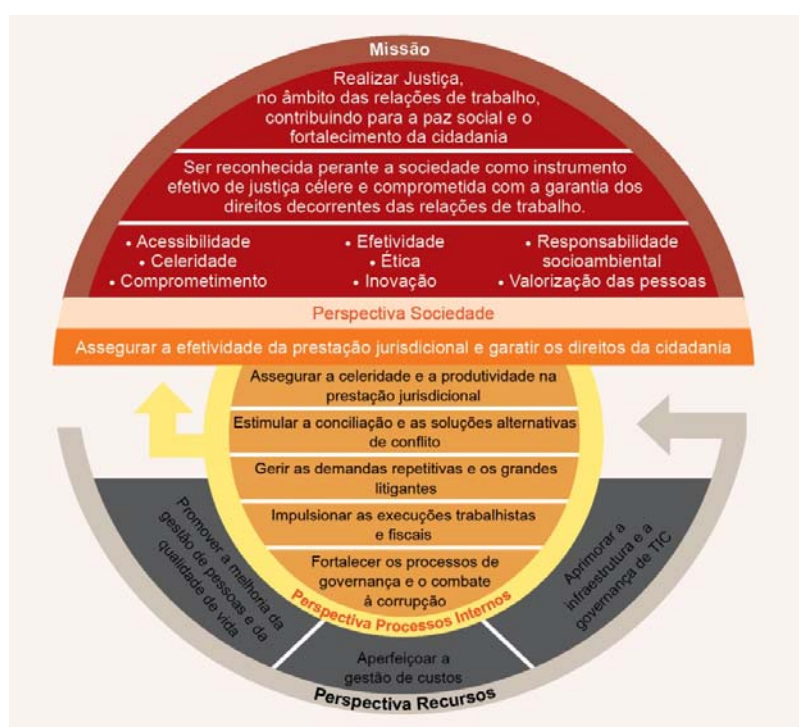 Missão
Realizar Justiça,
no âmbito das relações de trabalho,
contribuindo para a paz social e o
fortalecimento da cidadania
Ser reconhecida perante a sociedade como instrumento
efetivo de justiça célere e comprometida com a garantia dos
direitos decorrentes das relações de trabalho.
• Acessibilidade
• Celeridade
• Comprometimento
• Efetividade
• Ética
• Inovação
• Responsabilidade
socioambiental
• Valorização das pessoas
Perspectiva Sociedade
Assegurar a efetividade da prestação jurisdicional e garatir os direitos da cidadania
Assegurar a celeridade e a produtividade na
prestação jurisdicional
Estimular a conciliação e as soluções alternativas
de conflito
Gerir as demandas repetitivas e os grandes
litigantes
Impulsionar as execuções trabalhistas
e fiscais
Fortalecer os processos de
governança e o combate
à corrupção
Perspectiva Processos Internos
Promover a melhoria da
gestão de pessoas e da
qualidade de vida
Aperfeiçoar a
gestão de custos
Aprimorar a
infraestrutura e a
governança de TIC
Perspectiva Recursos